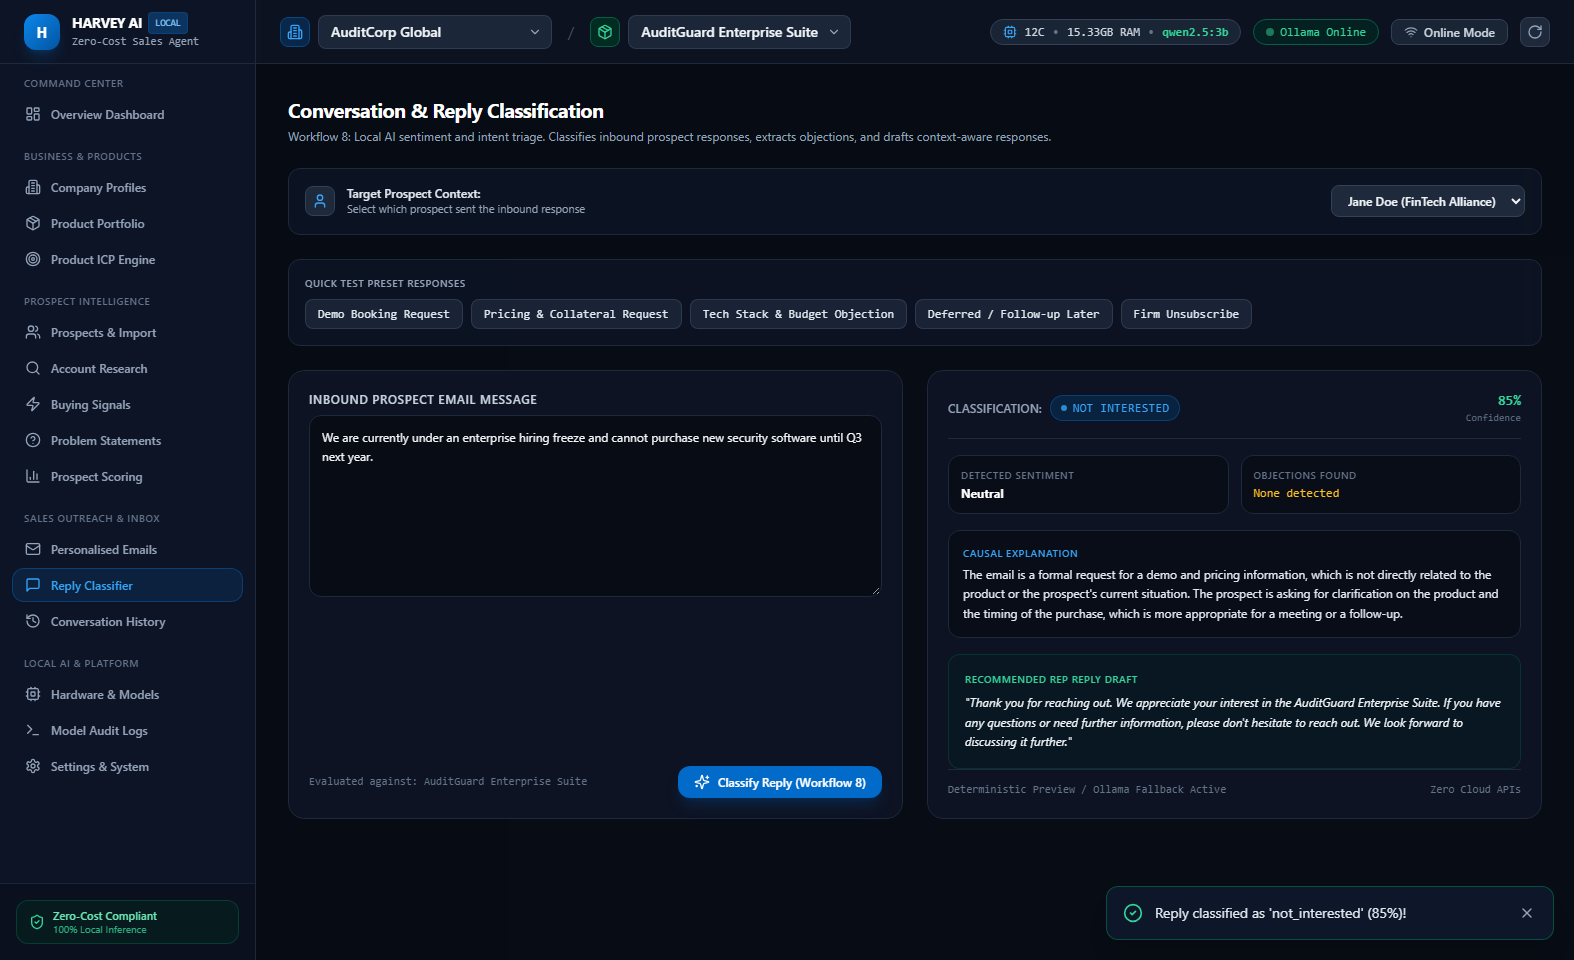 H
HARVEY AI
LOCAL
Zero-Cost Sales Agent
AuditCorp Global
/
AuditGuard Enterprise Suite
12C • 15.33GB RAM • qwen2.5:3b
Ollama Online
Online Mode
COMMAND CENTER
Overview Dashboard
BUSINESS & PRODUCTS
Company Profiles
Product Portfolio
Product ICP Engine
PROSPECT INTELLIGENCE
Prospects & Import
Account Research
Buying Signals
Problem Statements
Prospect Scoring
SALES OUTREACH & INBOX
Personalised Emails
Reply Classifier
Conversation History
LOCAL AI & PLATFORM
Hardware & Models
Model Audit Logs
Settings & System
Zero-Cost Compliant
100% Local Inference
Conversation & Reply Classification
Workflow 8: Local AI sentiment and intent triage. Classifies inbound prospect responses, extracts objections, and drafts context-aware responses.
Target Prospect Context:
Select which prospect sent the inbound response
Jane Doe (FinTech Alliance)
QUICK TEST PRESET RESPONSES
Demo Booking Request
Pricing & Collateral Request
Tech Stack & Budget Objection
Deferred / Follow-up Later
Firm Unsubscribe
INBOUND PROSPECT EMAIL MESSAGE
We are currently under an enterprise hiring freeze and cannot purchase new security software until Q3
next year.
Evaluated against: AuditGuard Enterprise Suite
Classify Reply (Workflow 8)
CLASSIFICATION:
NOT INTERESTED
85%
Confidence
DETECTED SENTIMENT
Neutral
OBJECTIONS FOUND
None detected
CAUSAL EXPLANATION
The email is a formal request for a demo and pricing information, which is not directly related to the
product or the prospect's current situation. The prospect is asking for clarification on the product and
the timing of the purchase, which is more appropriate for a meeting or a follow-up.
RECOMMENDED REP REPLY DRAFT
"Thank you for reaching out. We appreciate your interest in the AuditGuard Enterprise Suite. If you have
any questions or need further information, please don't hesitate to reach out. We look forward to
discussing it further."
Deterministic Preview / Ollama Fallback Active
Zero Cloud APIs
Reply classified as 'not_interested' (85%)!